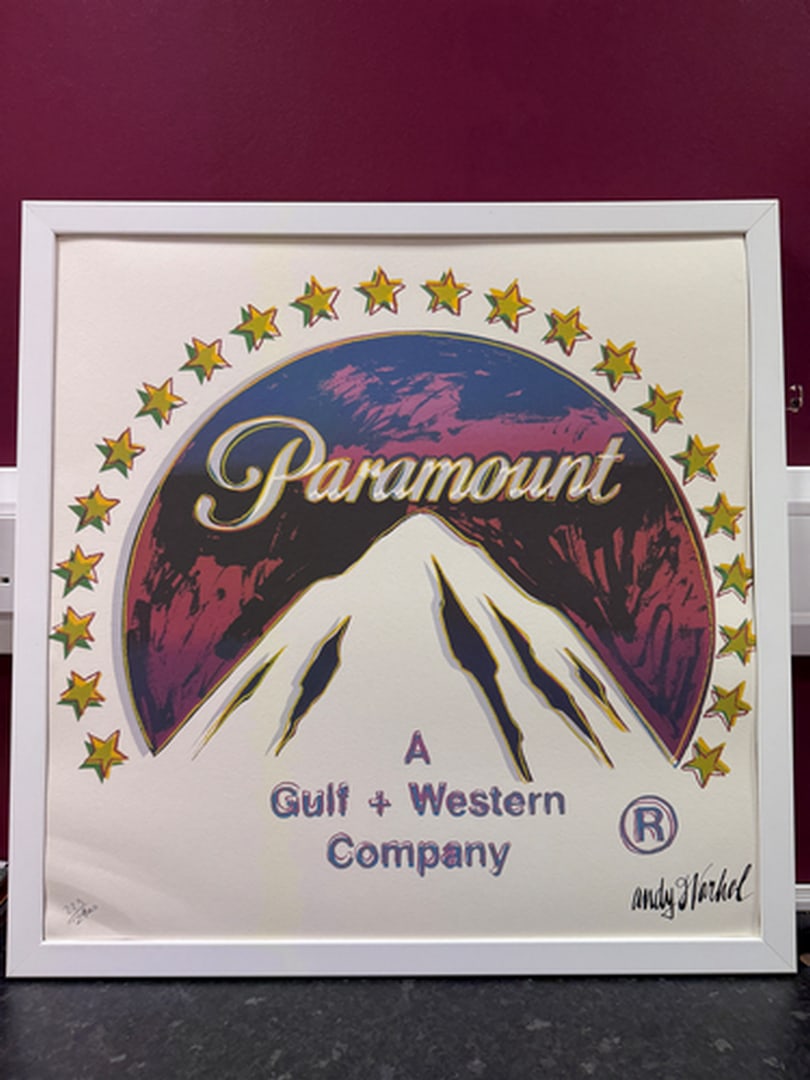 Paramount
A
Gulf + Western
Company
®
andy Warhol